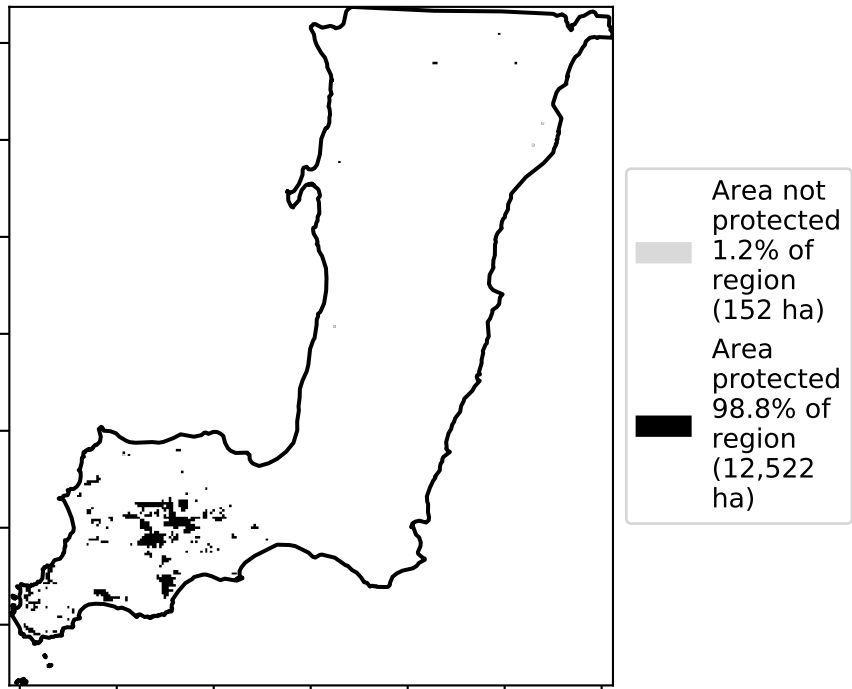 Area not
protected
1.2% of
region
(152 ha)
Area
protected
98.8% of
region
(12,522
ha)